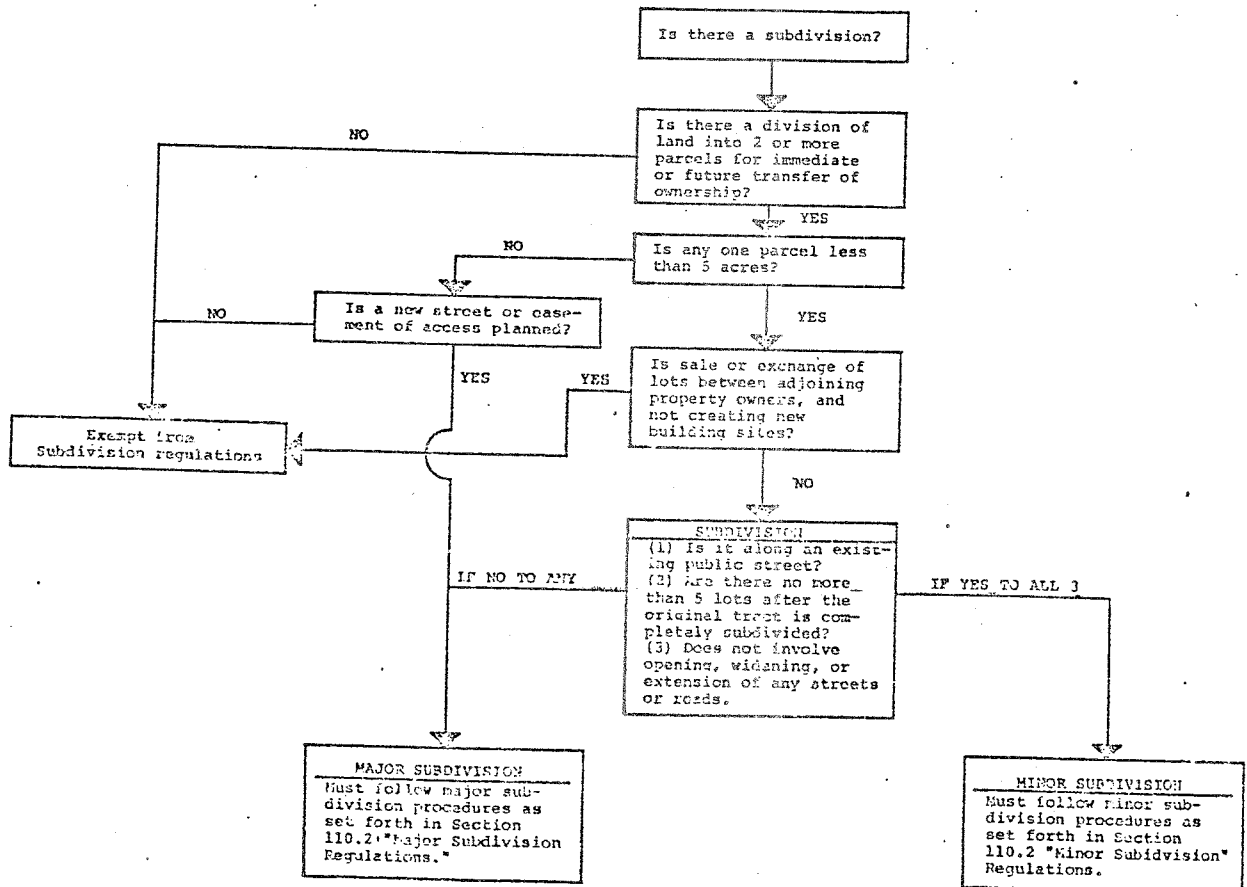 Is there a subdivision?
Is there a division of
land into 2 or more
parcels for immediate
or future transfer of
ownership?
NO
YES
Is any one parcel less
than 5 acres?
NO
YES
Is a new street or ease-
ment of access planned?
NO
YES
Is sale or exchange of
lots between adjoining
property owners, and
not creating new
building sites?
YES
NO
Exempt from
Subdivision regulations
SUBDIVISION
(1) Is it along an exist-
ing public street?
(2) Are there no more
than 5 lots after the
original tract is com-
pletely subdivided?
(3) Does not involve
opening, widening, or
extension of any streets
or roads.
IF NO TO ANY
IF YES TO ALL 3
MAJOR SUBDIVISION
Must follow major sub-
division procedures as
set forth in Section
110.2 "Major Subdivision
Regulations."
MINOR SUBDIVISION
Must follow minor sub-
division procedures as
set forth in Section
110.2 "Minor Subidvision"
Regulations.